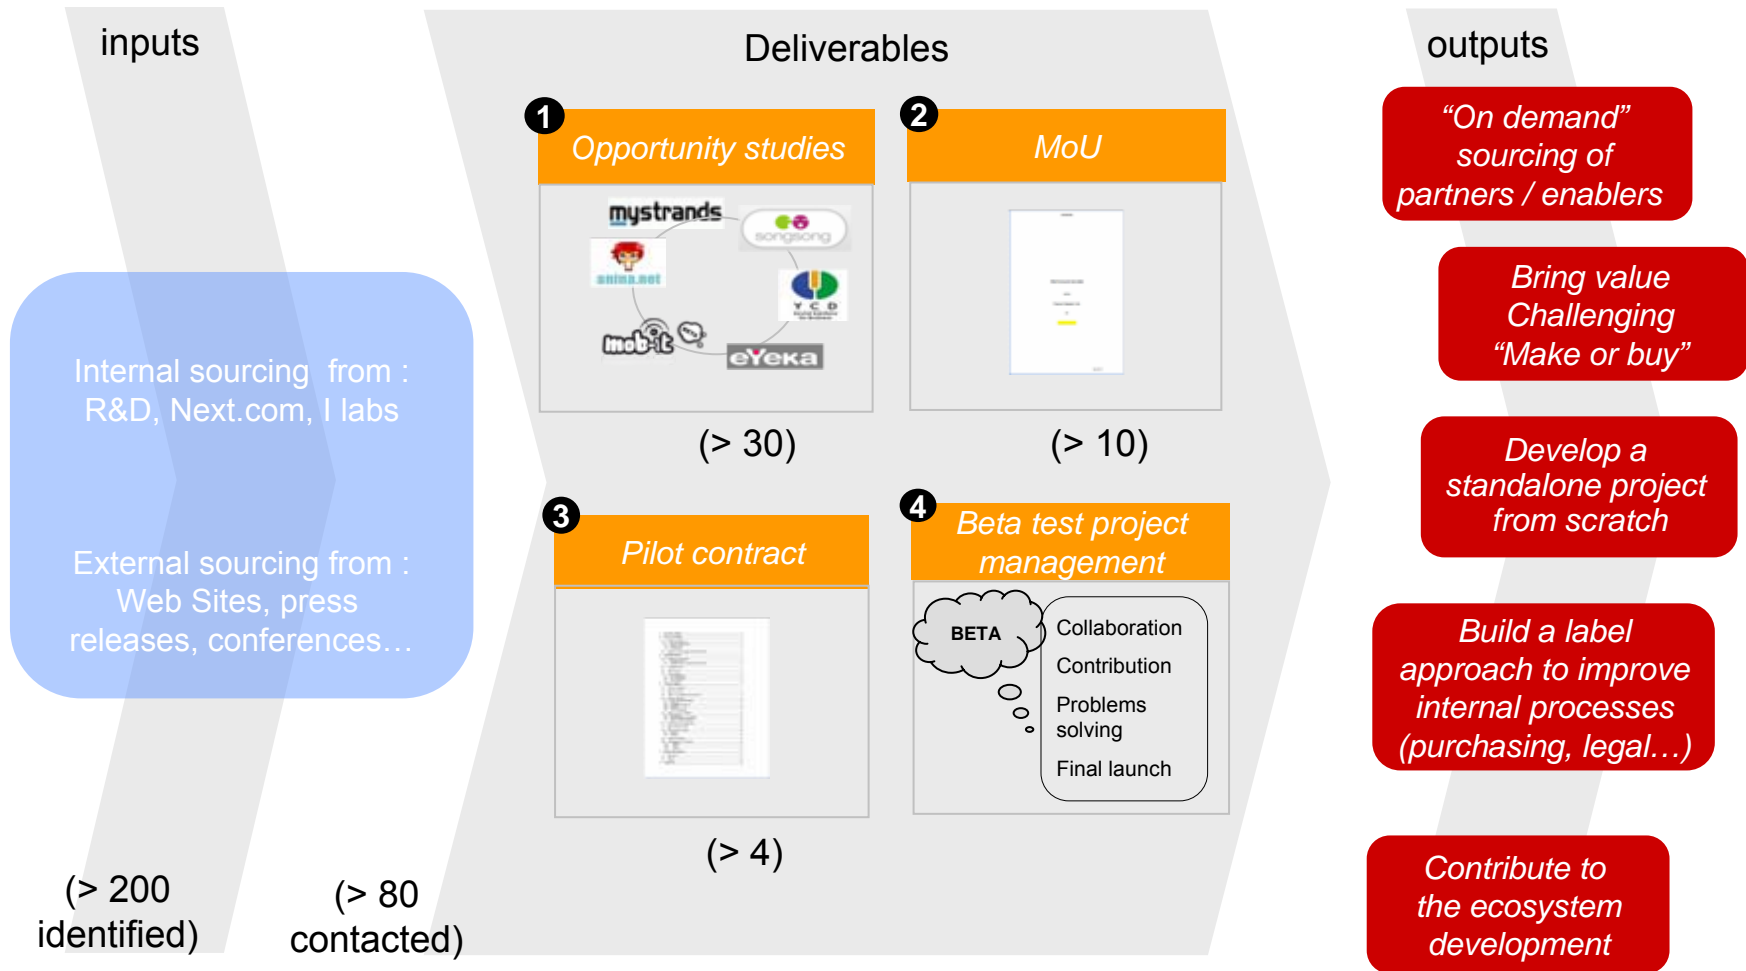 inputs
Internal sourcing from :
R&D, Next.com, I labs
External sourcing from :
Web Sites, press
releases, conferences…
(> 200
identified)
(> 80
contacted)
Deliverables
1
Opportunity studies
mystrands
songsong
anina.net
YCD
mob-it
BETA
eYeka
(> 30)
2
MoU
(> 10)
3
Pilot contract
(> 4)
4
Beta test project
management
BETA
Collaboration
Contribution
Problems
solving
Final launch
outputs
“On demand”
sourcing of
partners / enablers
Bring value
Challenging
“Make or buy”
Develop a
standalone project
from scratch
Build a label
approach to improve
internal processes
(purchasing, legal…)
Contribute to
the ecosystem
development